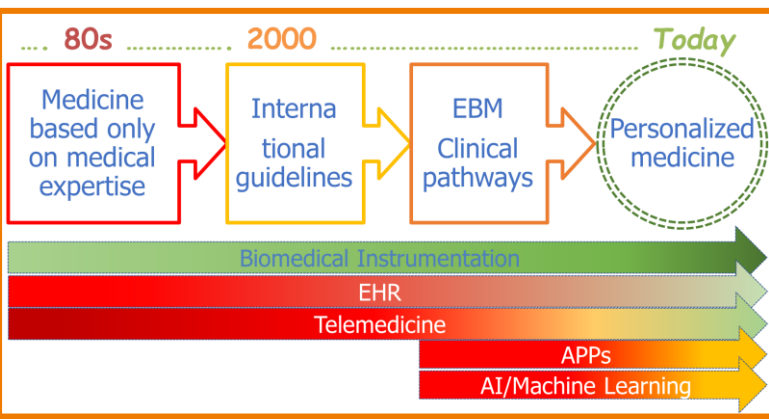 .... 80s ............... . 2000 ................................................ Today
Medicine
based only
on medical
expertise
Interna
tional
guidelines
EBM
Clinical
pathways
Personalized
medicine
Biomedical Instrumentation
EHR
Telemedicine
APPs
AI/Machine Learning